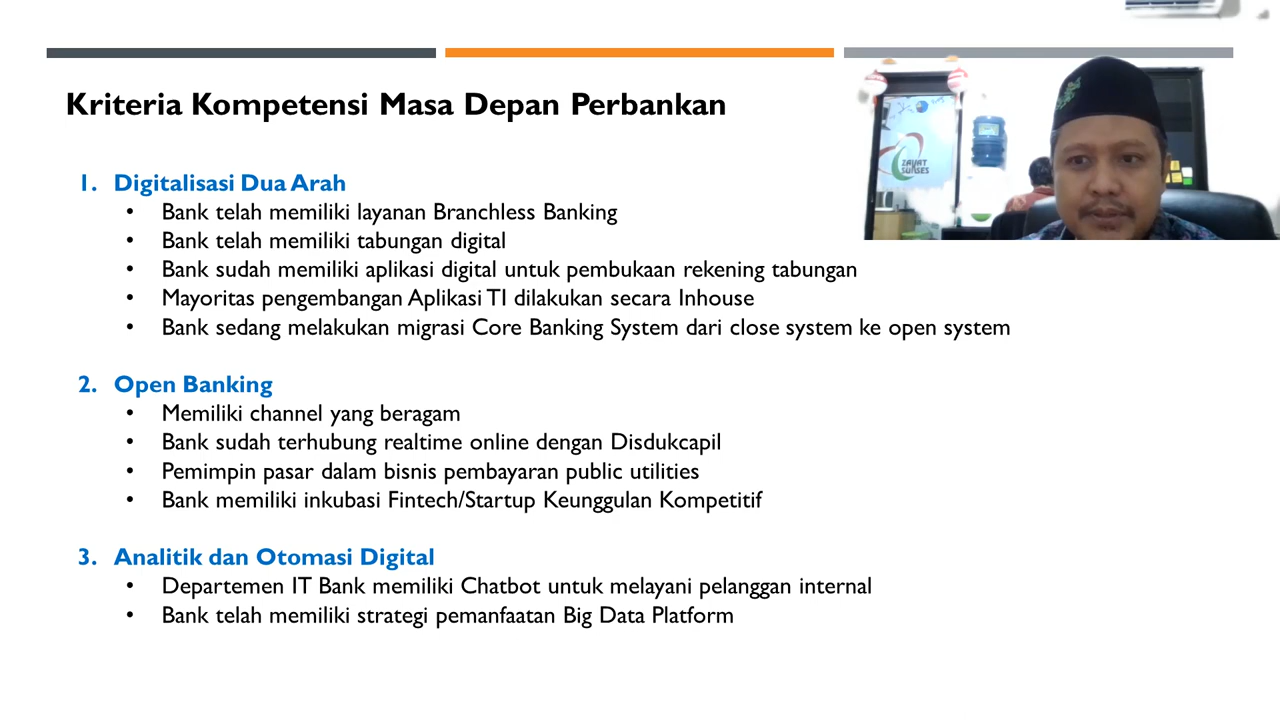 Kriteria Kompetensi Masa Depan Perbankan
ZAWAT
SUKSES
1. Digitalisasi Dua Arah
• Bank telah memiliki layanan Branchless Banking
• Bank telah memiliki tabungan digital
• Bank sudah memiliki aplikasi digital untuk pembukaan rekening tabungan
• Mayoritas pengembangan Aplikasi TI dilakukan secara Inhouse
• Bank sedang melakukan migrasi Core Banking System dari close system ke open system
2. Open Banking
• Memiliki channel yang beragam
• Bank sudah terhubung realtime online dengan Disdukcapil
• Pemimpin pasar dalam bisnis pembayaran public utilities
• Bank memiliki inkubasi Fintech/Startup Keunggulan Kompetitif
3. Analitik dan Otomasi Digital
• Departemen IT Bank memiliki Chatbot untuk melayani pelanggan internal
• Bank telah memiliki strategi pemanfaatan Big Data Platform